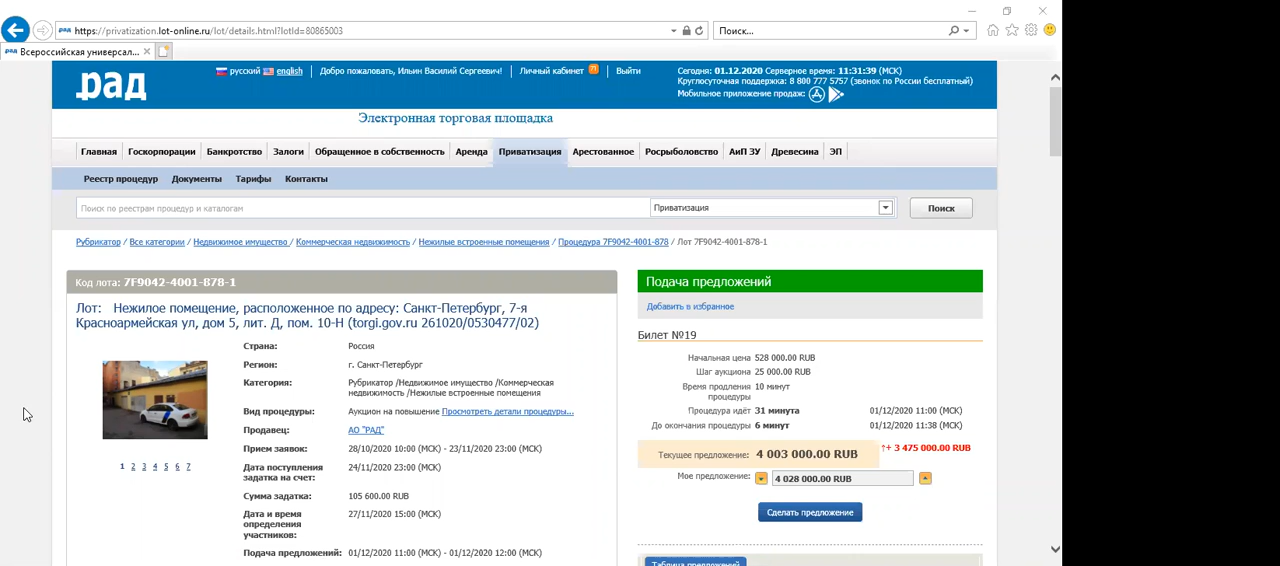 https://privatization.lot-online.ru/lot/details.html?lotId=80865003
Поиск...
рад Всероссийская универсал...
.рад
русский english Добро пожаловать, Ильин Василий Сергеевич! Личный кабинет Выйти
Сегодня: 01.12.2020 Серверное время: 11:31:39 (МСК)
Круглосуточная поддержка: 8 800 777 5757 (звонок по России бесплатный)
Мобильное приложение продаж:
Электронная торговая площадка
Главная Госкорпорации Банкротство Залоги Обращенное в собственность Аренда Приватизация Арестованное Росрыболовство АиП ЗУ Древесина ЭП
Реестр процедур Документы Тарифы Контакты
Поиск по реестрам процедур и каталогам Приватизация Поиск
Рубрикатор / Все категории / Недвижимое имущество / Коммерческая недвижимость / Нежилые встроенные помещения / Процедура 7F9042-4001-878 / Лот 7F9042-4001-878-1
Код лота: 7F9042-4001-878-1
Лот: Нежилое помещение, расположенное по адресу: Санкт-Петербург, 7-я
Красноармейская ул, дом 5, лит. Д, пом. 10-Н (torgi.gov.ru 261020/0530477/02)
1 2 3 4 5 6 7
Страна: Россия
Регион: г. Санкт-Петербург
Категория: Рубрикатор /Недвижимое имущество /Коммерческая
недвижимость /Нежилые встроенные помещения
Вид процедуры: Аукцион на повышение Просмотреть детали процедуры...
Продавец: АО "РАД"
Прием заявок: 28/10/2020 10:00 (МСК) - 23/11/2020 23:00 (МСК)
Дата поступления 24/11/2020 23:00 (МСК)
задатка на счет:
Сумма задатка: 105 600.00 RUB
Дата и время 27/11/2020 15:00 (МСК)
определения
участников:
Подача предложений: 01/12/2020 11:00 (МСК) - 01/12/2020 12:00 (МСК)
Подача предложений
Добавить в избранное
Билет №19
Начальная цена 528 000.00 RUB
Шаг аукциона 25 000.00 RUB
Время продления 10 минут
процедуры
Процедура идёт 31 минута 01/12/2020 11:00 (МСК)
До окончания процедуры 6 минут 01/12/2020 11:38 (МСК)
Текущее предложение: 4 003 000.00 RUB ↑+ 3 475 000.00 RUB
Мое предложение: 4 028 000.00 RUB
Сделать предложение
Таблица предложений